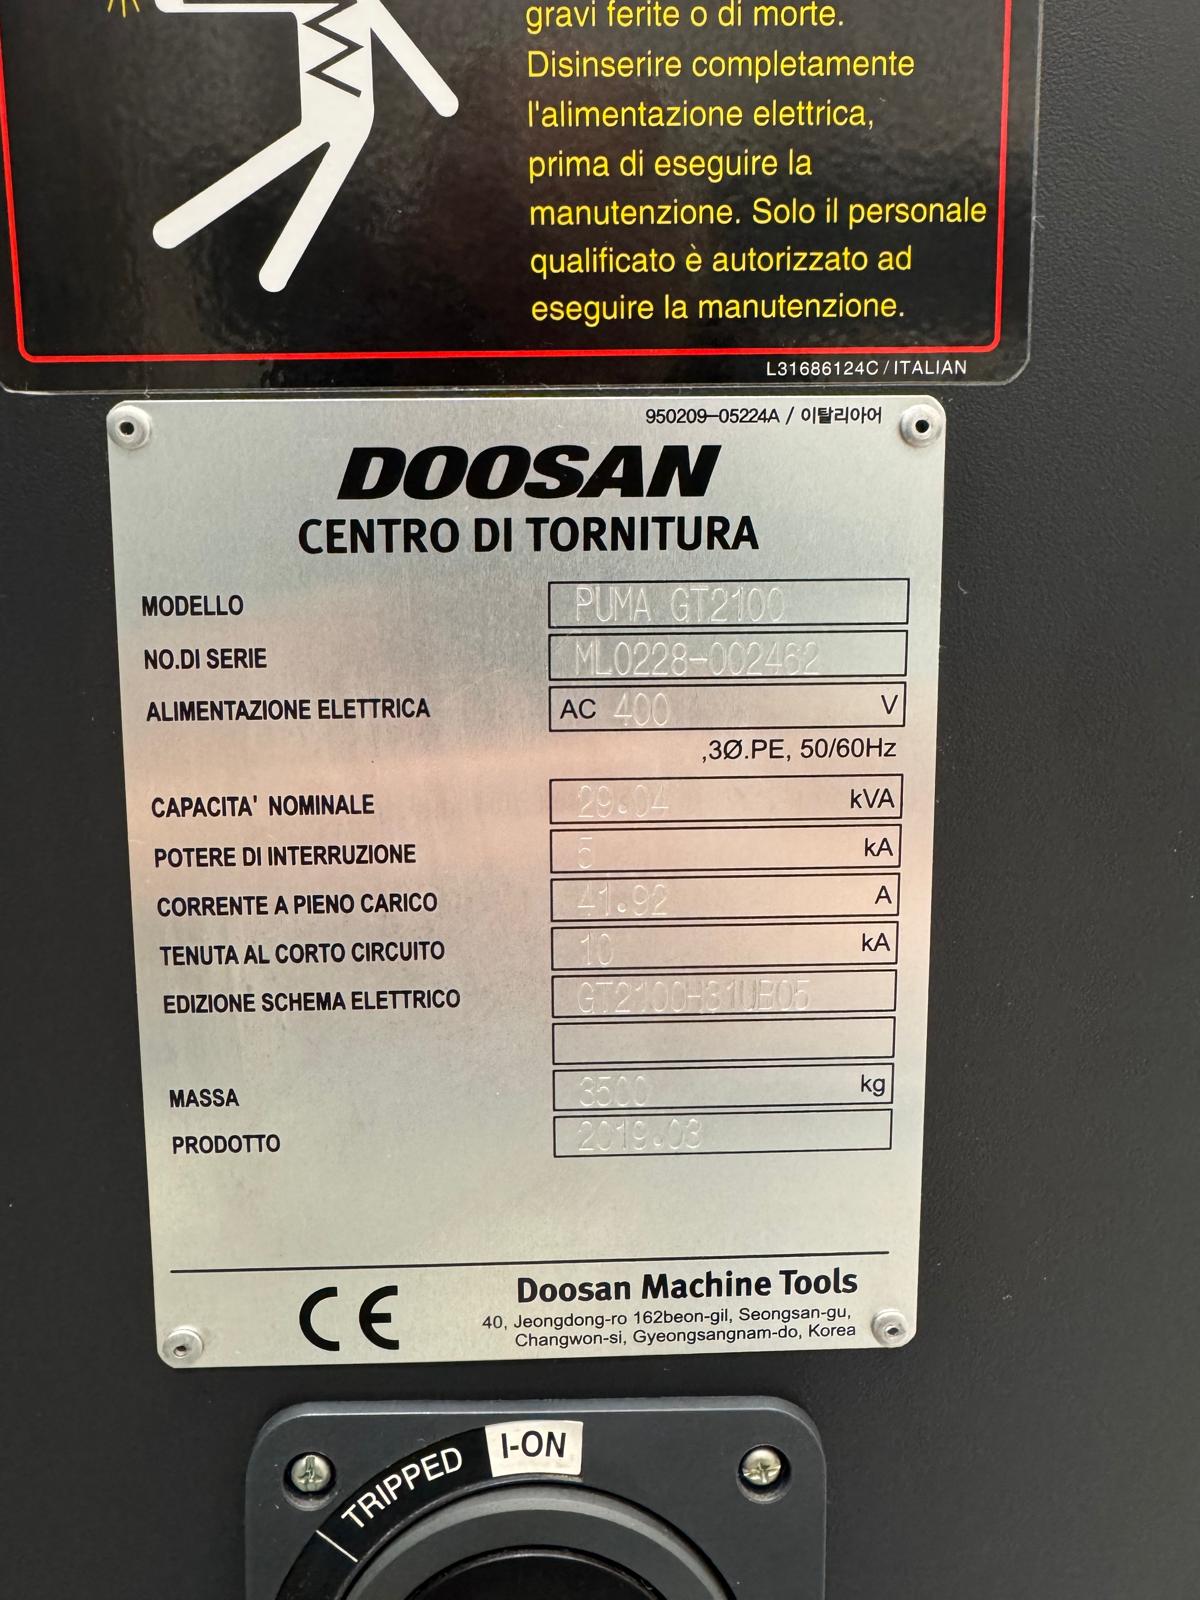 gravi ferite o di morte.
Disinserire completamente
l'alimentazione elettrica,
prima di eseguire la
manutenzione. Solo il personale
qualificato è autorizzato ad
eseguire la manutenzione.
L31686124C / ITALIAN
950209-05224A / 이탈리아어
DOOSAN
CENTRO DI TORNITURA
MODELLO PUMA GT2100
NO.DI SERIE ML0228-002462
ALIMENTAZIONE ELETTRICA AC 400 V
,3Ø.PE, 50/60Hz
CAPACITA' NOMINALE 29.04 kVA
POTERE DI INTERRUZIONE 5 kA
CORRENTE A PIENO CARICO 41.92 A
TENUTA AL CORTO CIRCUITO 10 kA
EDIZIONE SCHEMA ELETTRICO GT2100H31UB05
MASSA 3500 kg
PRODOTTO 2019.03
CE
Doosan Machine Tools
40, Jeongdong-ro 162beon-gil, Seongsan-gu,
Changwon-si, Gyeongsangnam-do, Korea
TRIPPED I-ON